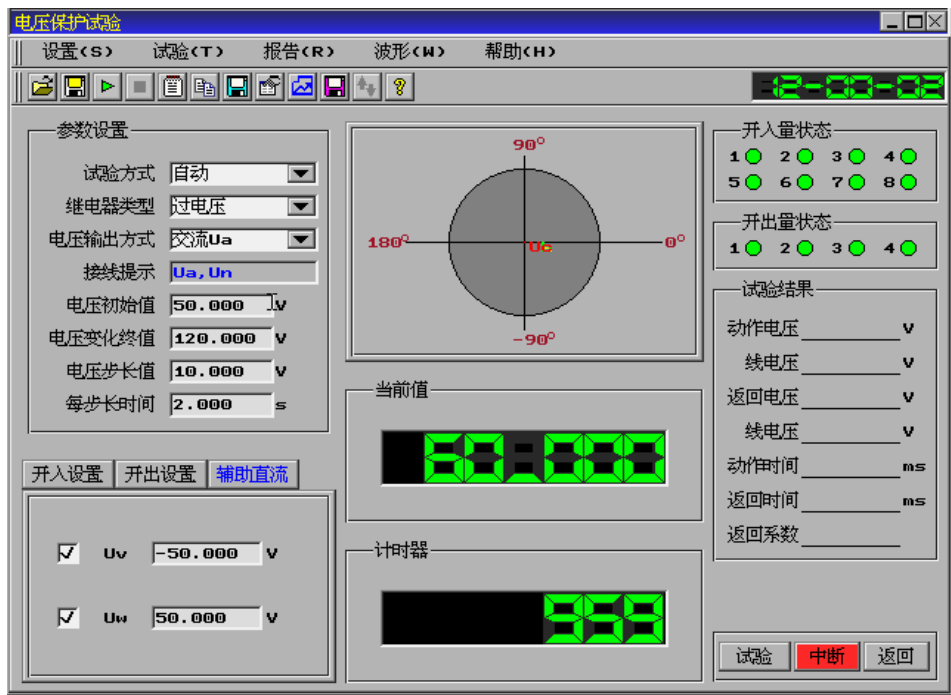 电压保护试验
设置(S) 试验(T) 报告(R) 波形(W) 帮助(H)
参数设置
试验方式 自动
继电器类型 过电压
电压输出方式 交流Ua
接线提示 Ua,Un
电压初始值 50.000 V
电压变化终值 120.000 V
电压步长值 10.000 V
每步长时间 2.000 s
开入设置 开出设置 辅助直流
Uv -50.000 V
Uw 50.000 V
90°
180° Uc 0°
-90°
当前值
计时器
开入量状态
1 2 3 4
5 6 7 8
开出量状态
1 2 3 4
试验结果
动作电压 V
线电压 V
返回电压 V
线电压 V
动作时间 ms
返回时间 ms
返回系数
试验 中断 返回